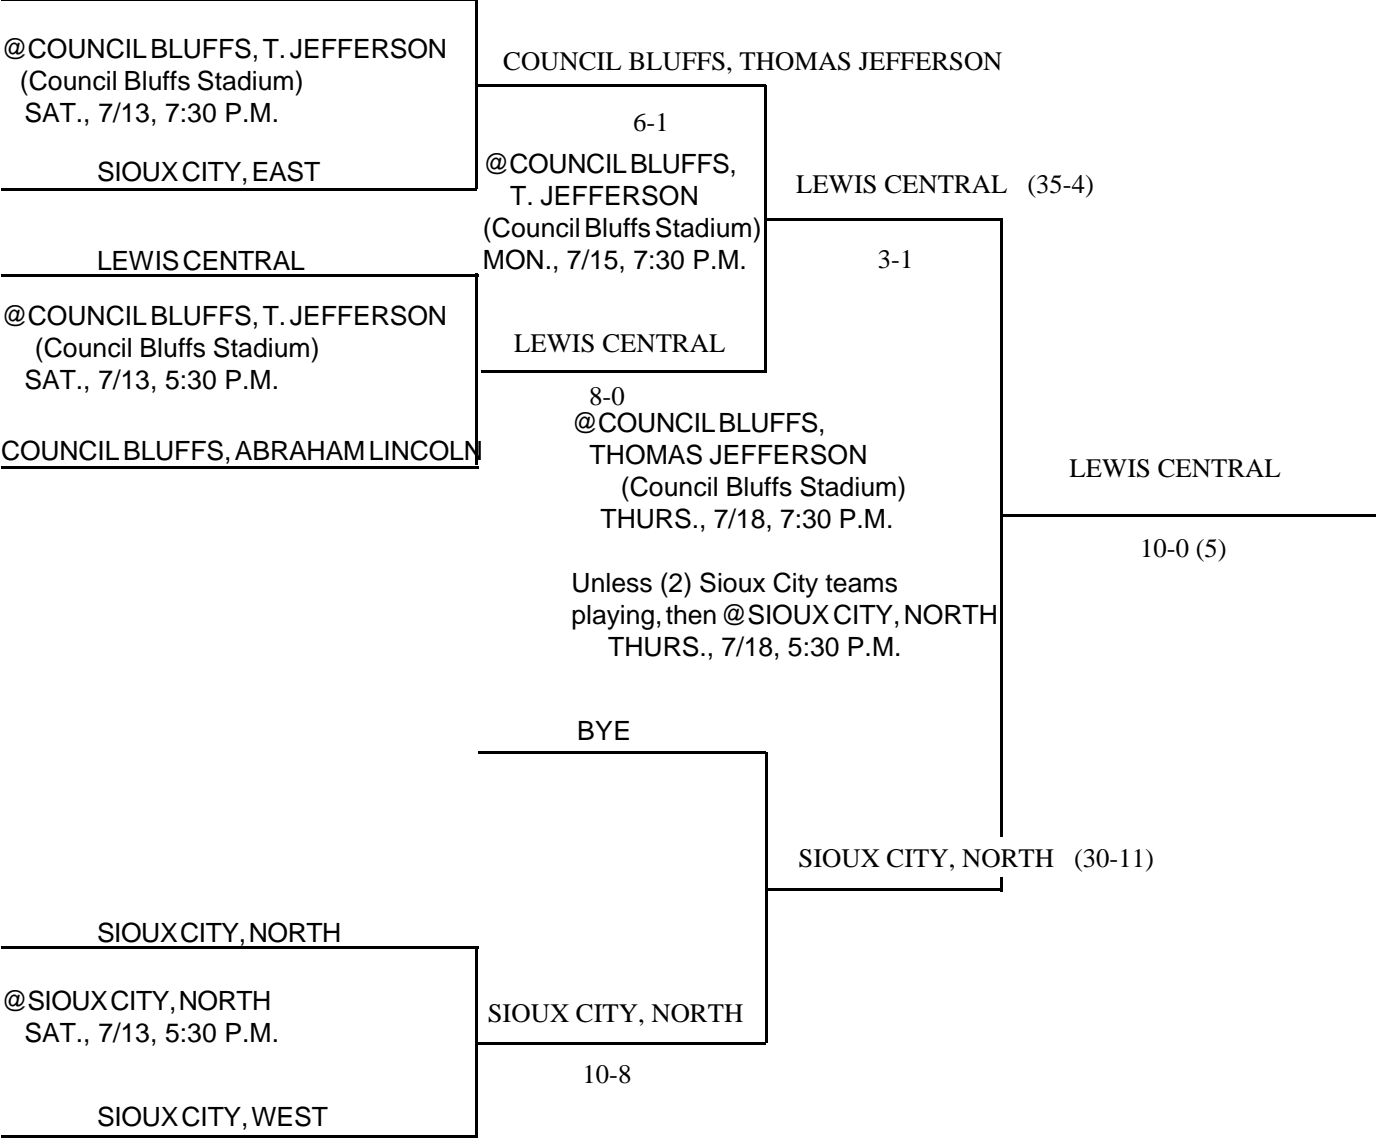 @COUNCIL BLUFFS, T. JEFFERSON
(Council Bluffs Stadium)
SAT., 7/13, 7:30 P.M.
SIOUX CITY, EAST
COUNCIL BLUFFS, THOMAS JEFFERSON
6-1
@COUNCIL BLUFFS,
T. JEFFERSON
(Council Bluffs Stadium)
MON., 7/15, 7:30 P.M.
LEWIS CENTRAL (35-4)
3-1
LEWIS CENTRAL
@COUNCIL BLUFFS, T. JEFFERSON
(Council Bluffs Stadium)
SAT., 7/13, 5:30 P.M.
COUNCIL BLUFFS, ABRAHAM LINCOLN
LEWIS CENTRAL
8-0
@COUNCIL BLUFFS,
THOMAS JEFFERSON
(Council Bluffs Stadium)
THURS., 7/18, 7:30 P.M.
Unless (2) Sioux City teams
playing, then @SIOUX CITY, NORTH
THURS., 7/18, 5:30 P.M.
LEWIS CENTRAL
10-0 (5)
BYE
SIOUX CITY, NORTH (30-11)
SIOUX CITY, NORTH
@SIOUX CITY, NORTH
SAT., 7/13, 5:30 P.M.
SIOUX CITY, WEST
SIOUX CITY, NORTH
10-8